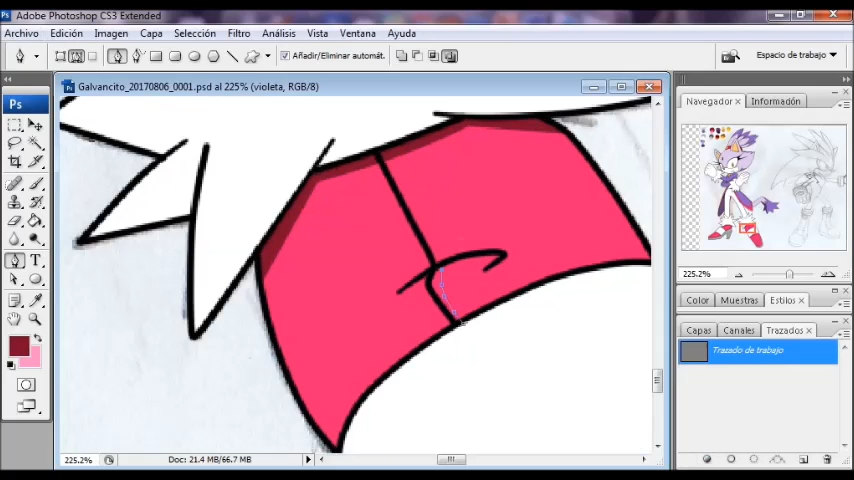 Adobe Photoshop CS3 Extended
Archivo Edición Imagen Capa Selección Filtro Análisis Vista Ventana Ayuda
Añadir/Eliminar automát.
Espacio de trabajo
Galvancito_20170806_0001.psd al 225% (violeta, RGB/8)
Ps
Navegador Información
225.2%
Color Muestras Estilos
Capas Canales Trazados
Trazado de trabajo
T
225.2% Doc: 21.4 MB/66.7 MB